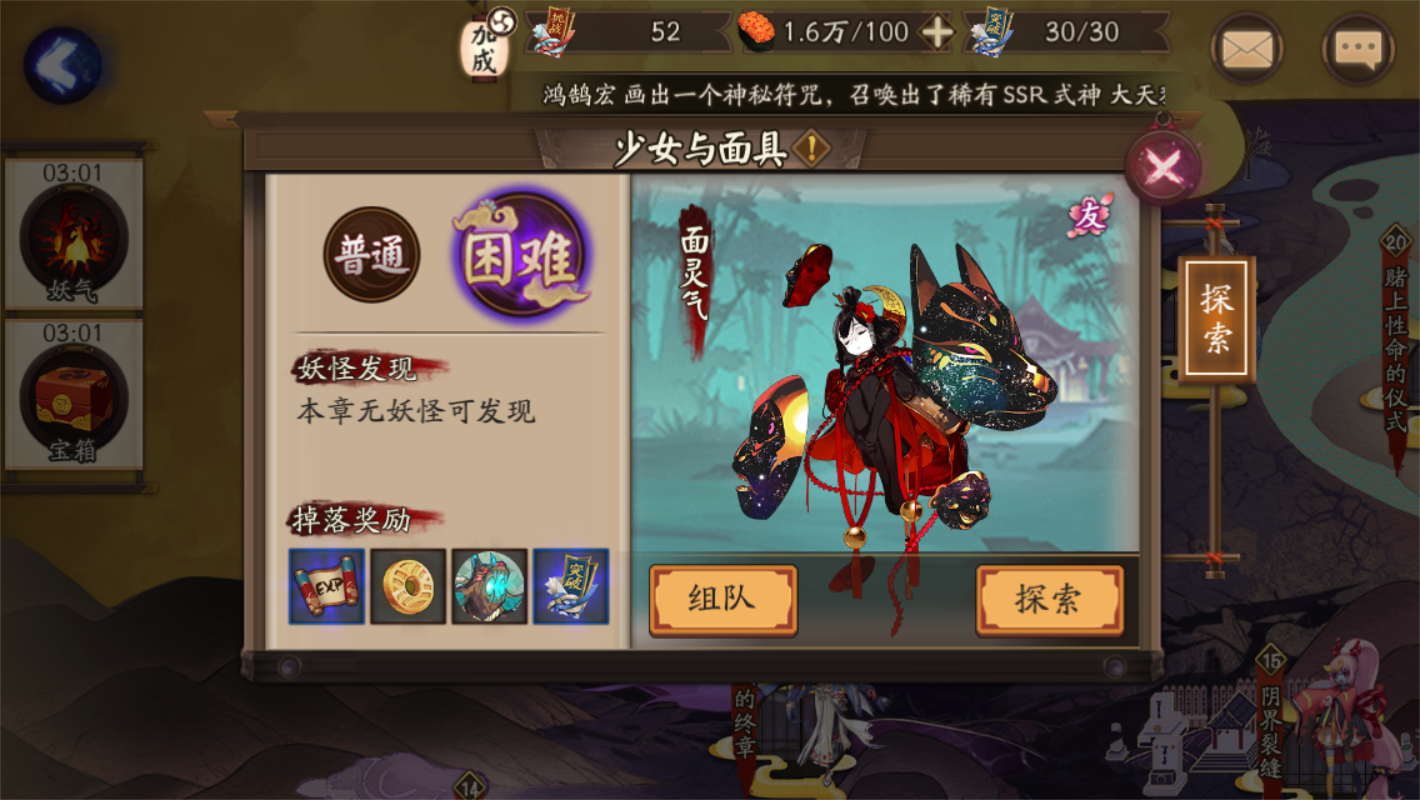 加成
挑战
52
1.6万/100
突破
30/30
鸿鹄宏 画出一个神秘符咒，召唤出了稀有 SSR 式神 大天
少女与面具
03:01
妖气
03:01
宝箱
普通
困难
妖怪发现
本章无妖怪可发现
掉落奖励
EXP
突破
面灵气
友
组队
探索
探索
20
赌上性命的仪式
的终章
14
15
阴界裂缝